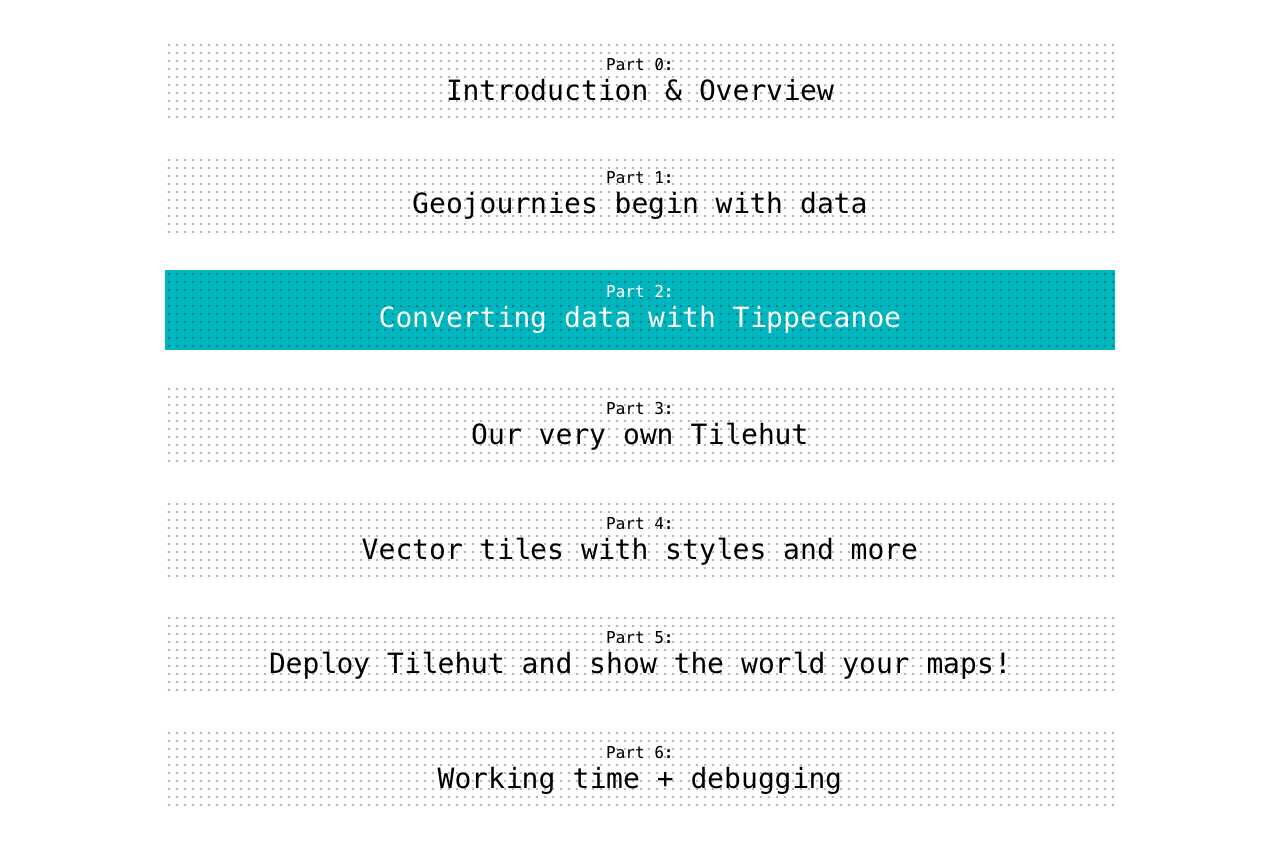 Part 0:
Introduction & Overview
Part 1:
Geojournies begin with data
Part 2:
Converting data with Tippecanoe
Part 3:
Our very own Tilehut
Part 4:
Vector tiles with styles and more
Part 5:
Deploy Tilehut and show the world your maps!
Part 6:
Working time + debugging